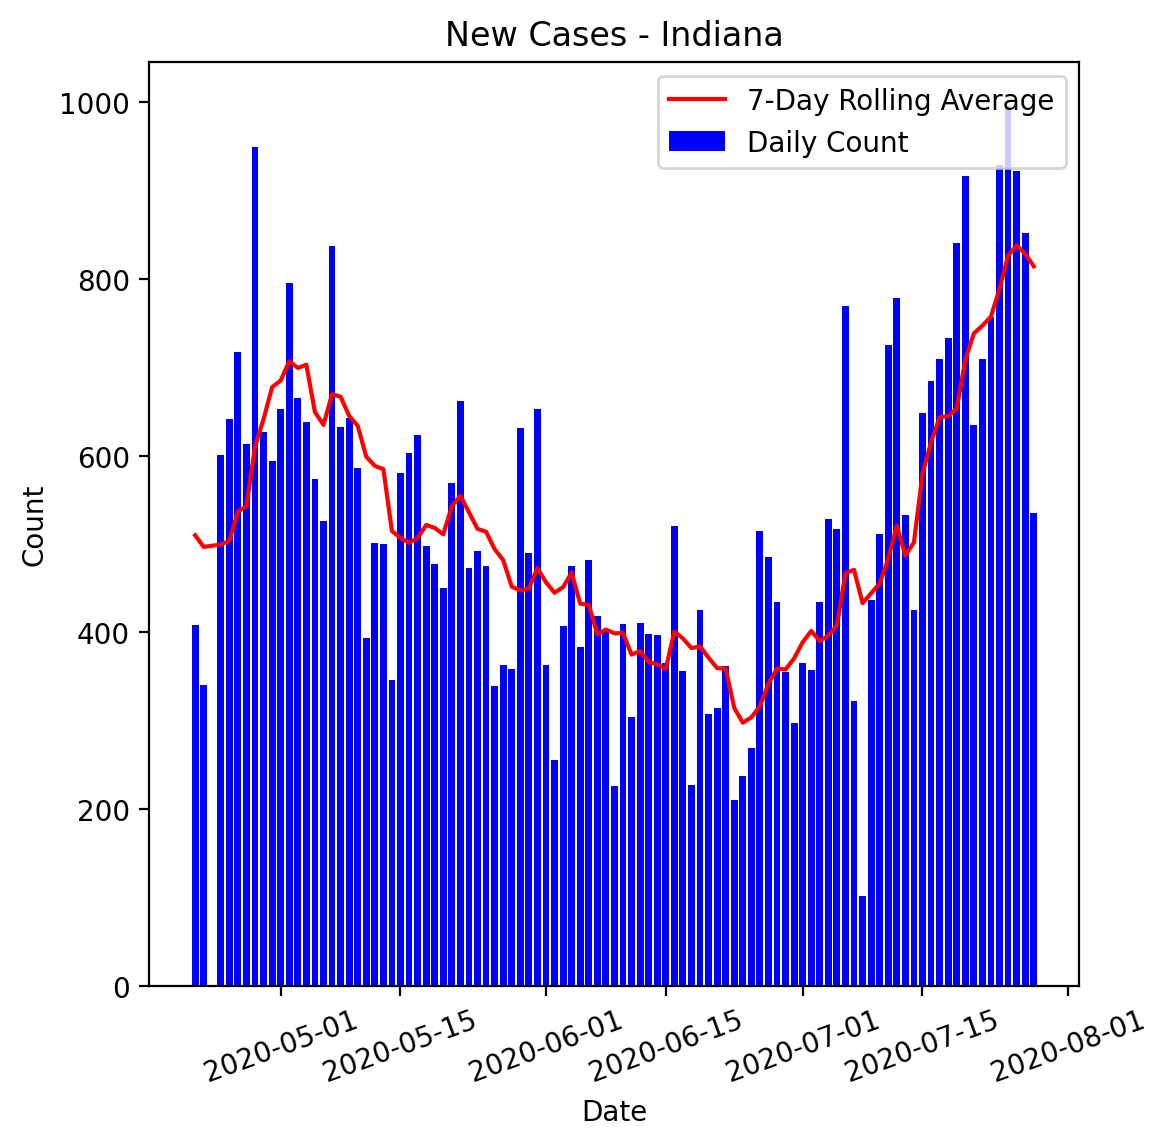 New Cases - Indiana
7-Day Rolling Average
Daily Count
1000
800
600
400
200
0
Count
2020-05-01
2020-05-15
2020-06-01
2020-06-15
2020-07-01
2020-07-15
2020-08-01
Date